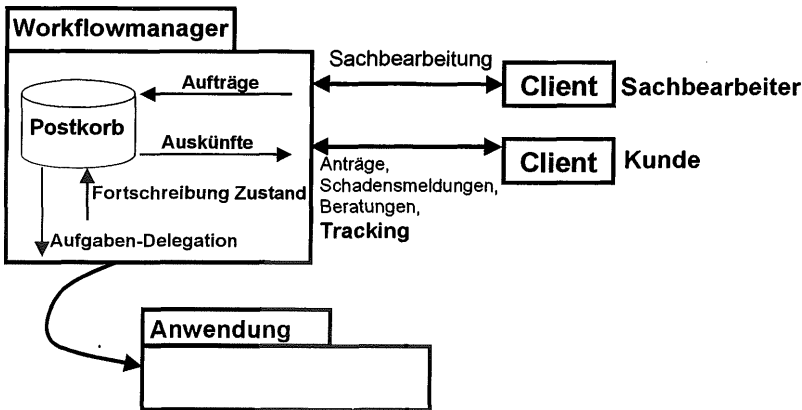 Workflowmanager
Aufträge
Postkorb
Auskünfte
Fortschreibung Zustand
Aufgaben-Delegation
Sachbearbeitung
Client Sachbearbeiter
Client Kunde
Anträge,
Schadensmeldungen,
Beratungen,
Tracking
Anwendung